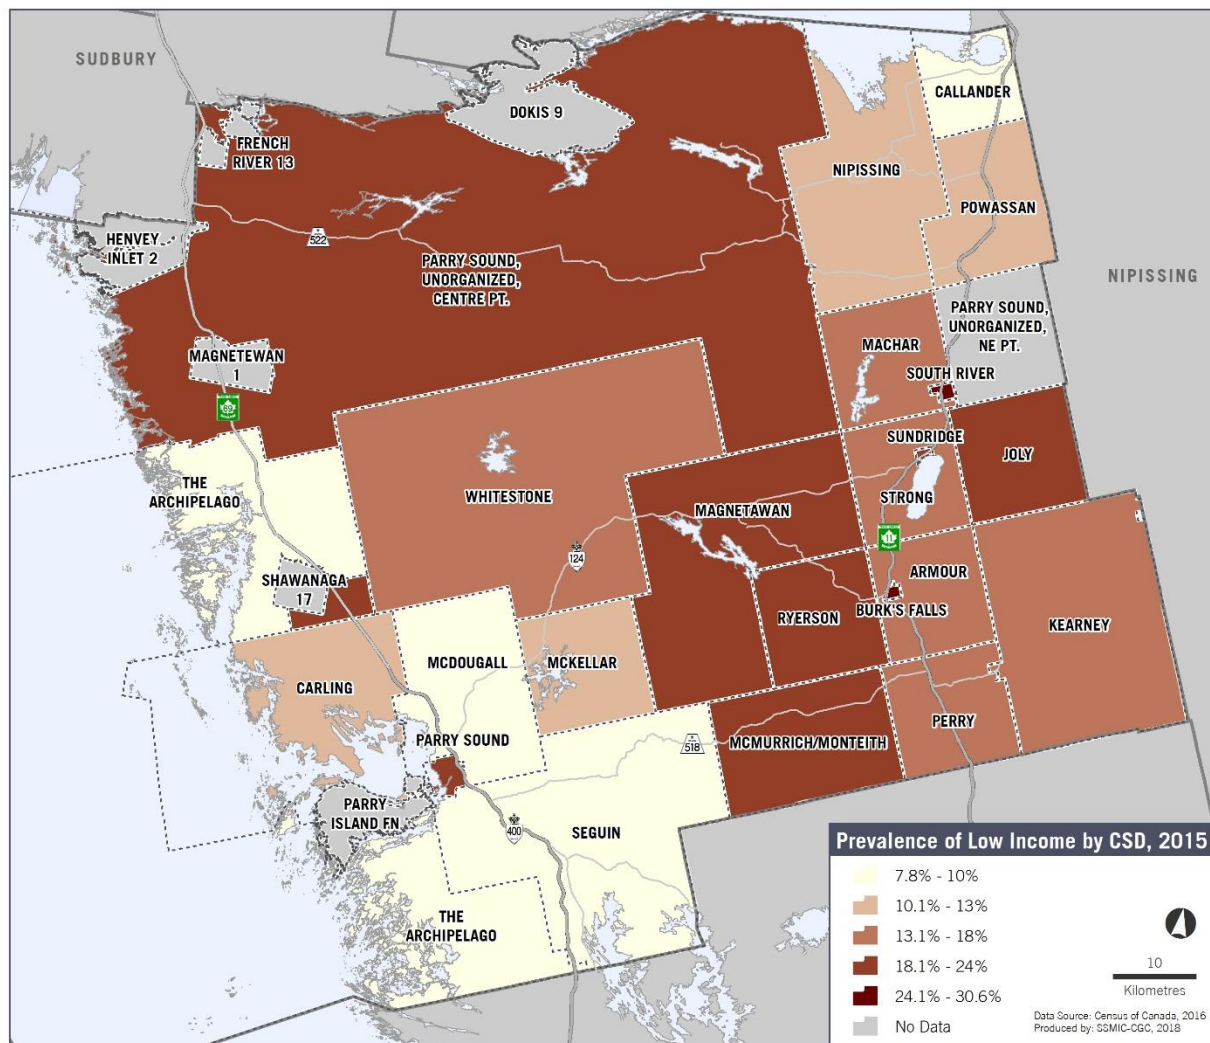 SUDBURY
DOKIS 9
CALLANDER
FRENCH
RIVER 13
NIPISSING
POWASSAN
HENVEY
INLET 2
522
PARRY SOUND,
UNORGANIZED,
CENTRE PT.
NIPISSING
PARRY SOUND,
UNORGANIZED,
NE PT.
MACHAR
MAGNETEWAN
1
SOUTH RIVER
69
SUNDRIDGE
JOLY
THE
ARCHIPELAGO
WHITESTONE
STRONG
MAGNETAWAN
11
124
SHAWANAGA
17
ARMOUR
BURK'S FALLS
RYERSON
KEARNEY
MCDOUGALL
MCKELLAR
CARLING
PERRY
PARRY SOUND
518
MCMURRICH/MONTEITH
PARRY
ISLAND FN
400
SEGUIN
THE
ARCHIPELAGO
Prevalence of Low Income by CSD, 2015
7.8% - 10%
10.1% - 13%
13.1% - 18%
18.1% - 24%
24.1% - 30.6%
No Data
10
Kilometres
Data Source: Census of Canada, 2016
Produced by: SSMIC-CGC, 2018